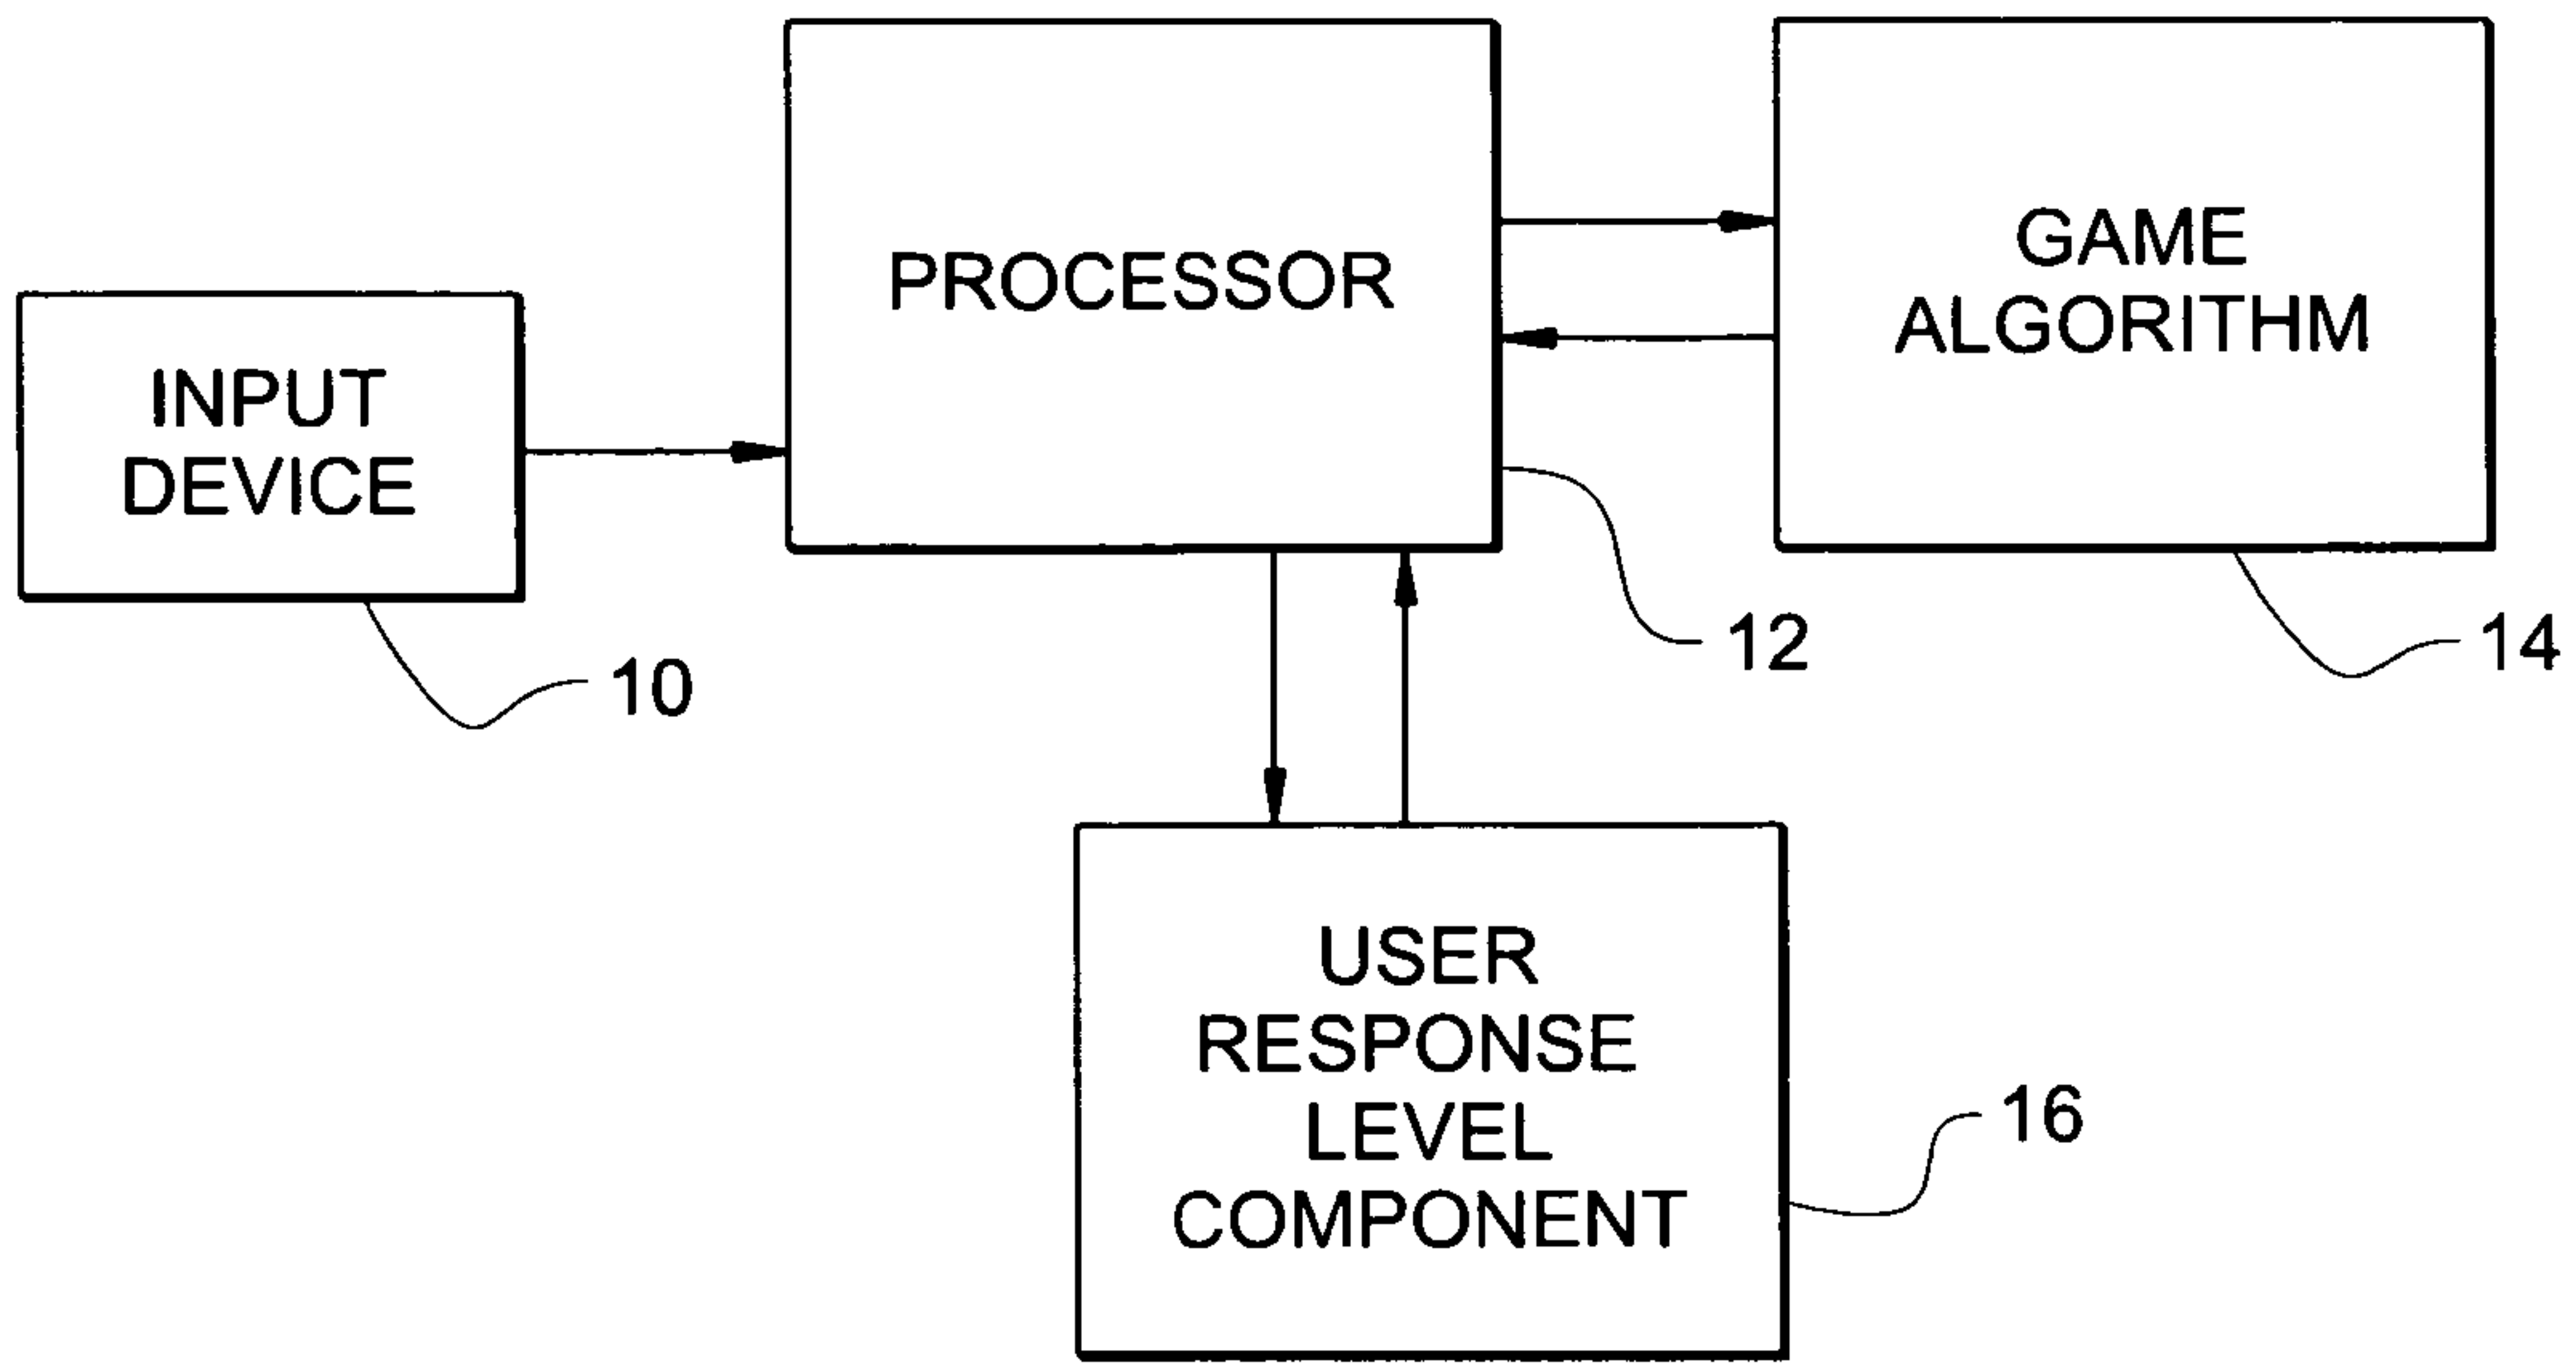 INPUT
DEVICE
10
PROCESSOR
12
GAME
ALGORITHM
14
USER
RESPONSE
LEVEL
COMPONENT
16